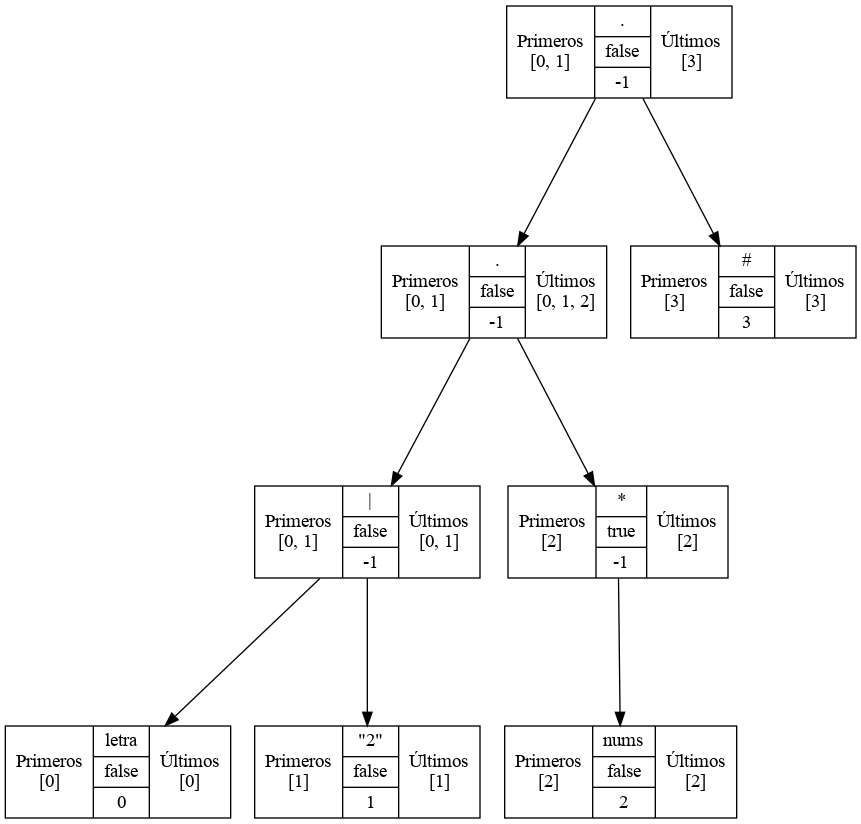 .
Primeros
[0, 1]
false
Últimos
[3]
-1
.
Primeros
[0, 1]
false
Últimos
[0, 1, 2]
-1
#
Primeros
[3]
false
Últimos
[3]
3
|
Primeros
[0, 1]
false
Últimos
[0, 1]
-1
*
Primeros
[2]
true
Últimos
[2]
-1
letra
Primeros
[0]
false
Últimos
[0]
0
"2"
Primeros
[1]
false
Últimos
[1]
1
nums
Primeros
[2]
false
Últimos
[2]
2